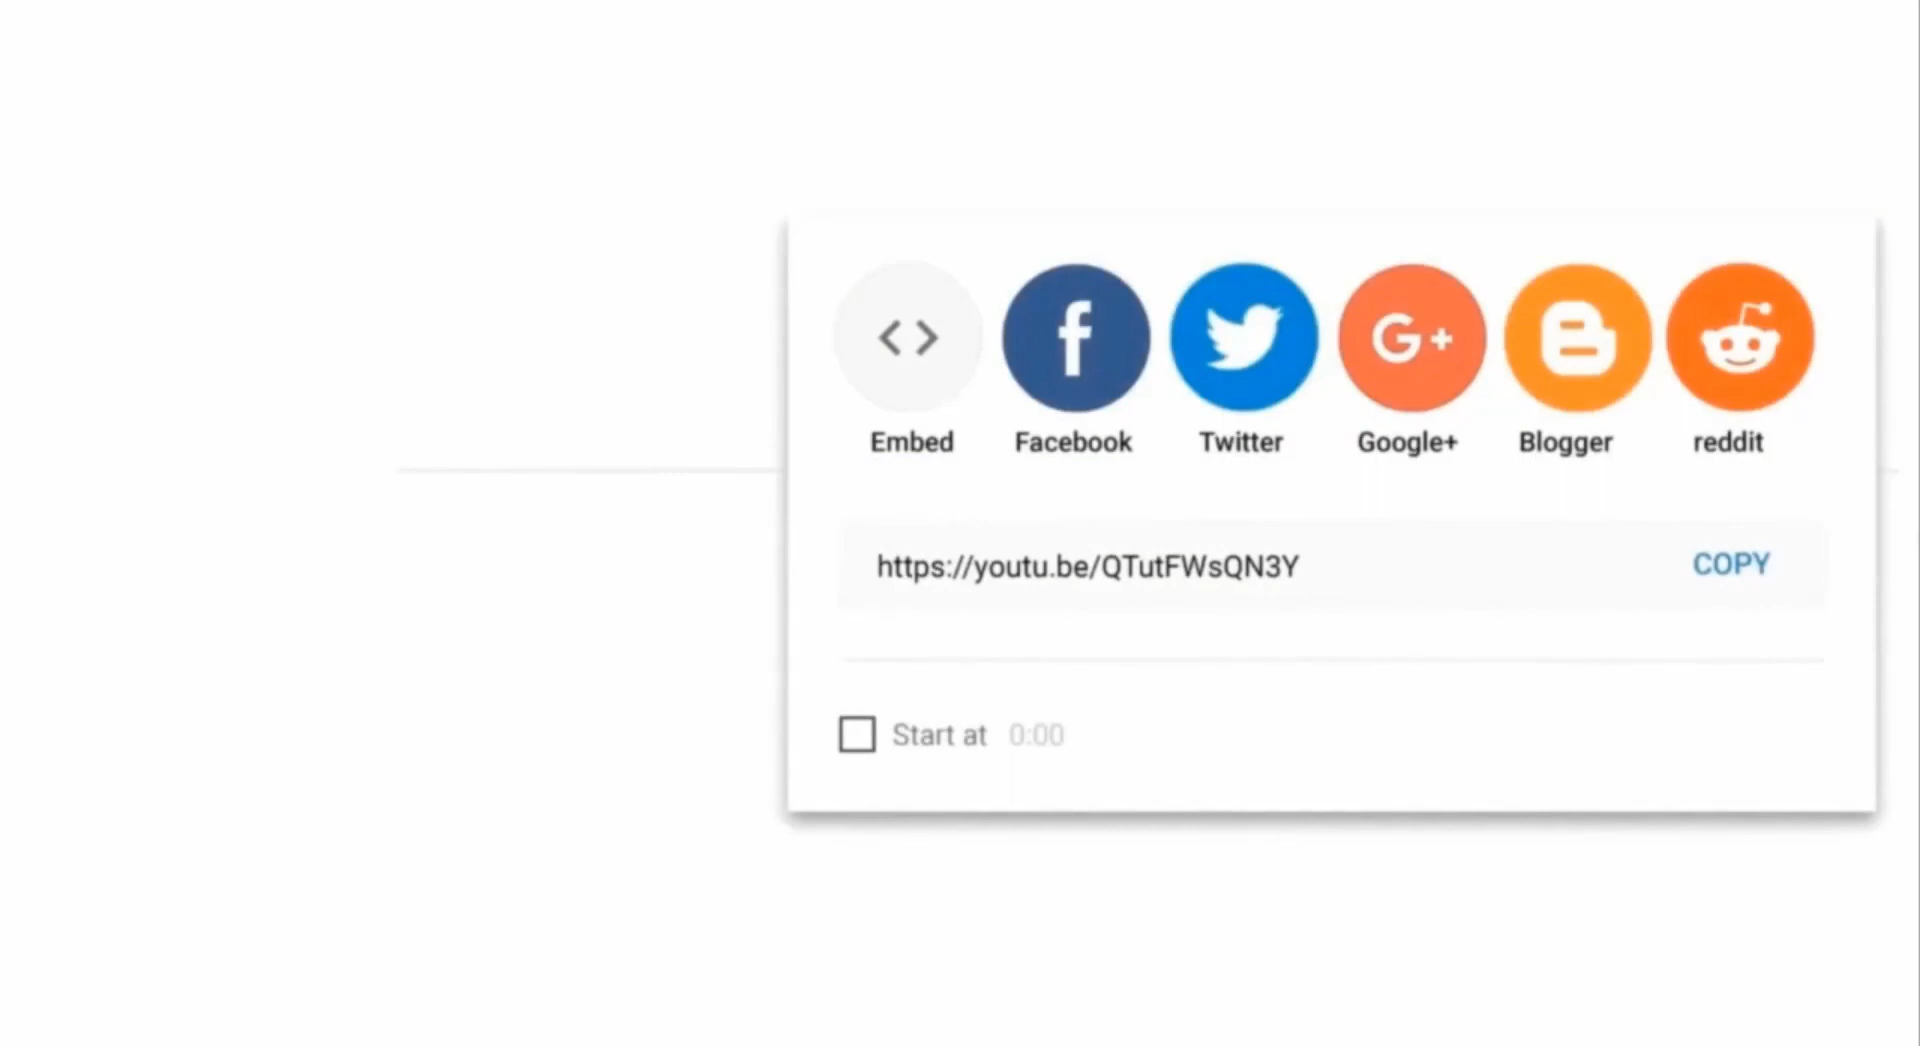 Embed Facebook Twitter Google+ Blogger reddit
https://youtu.be/QTutFWsQN3Y COPY
Start at 0:00